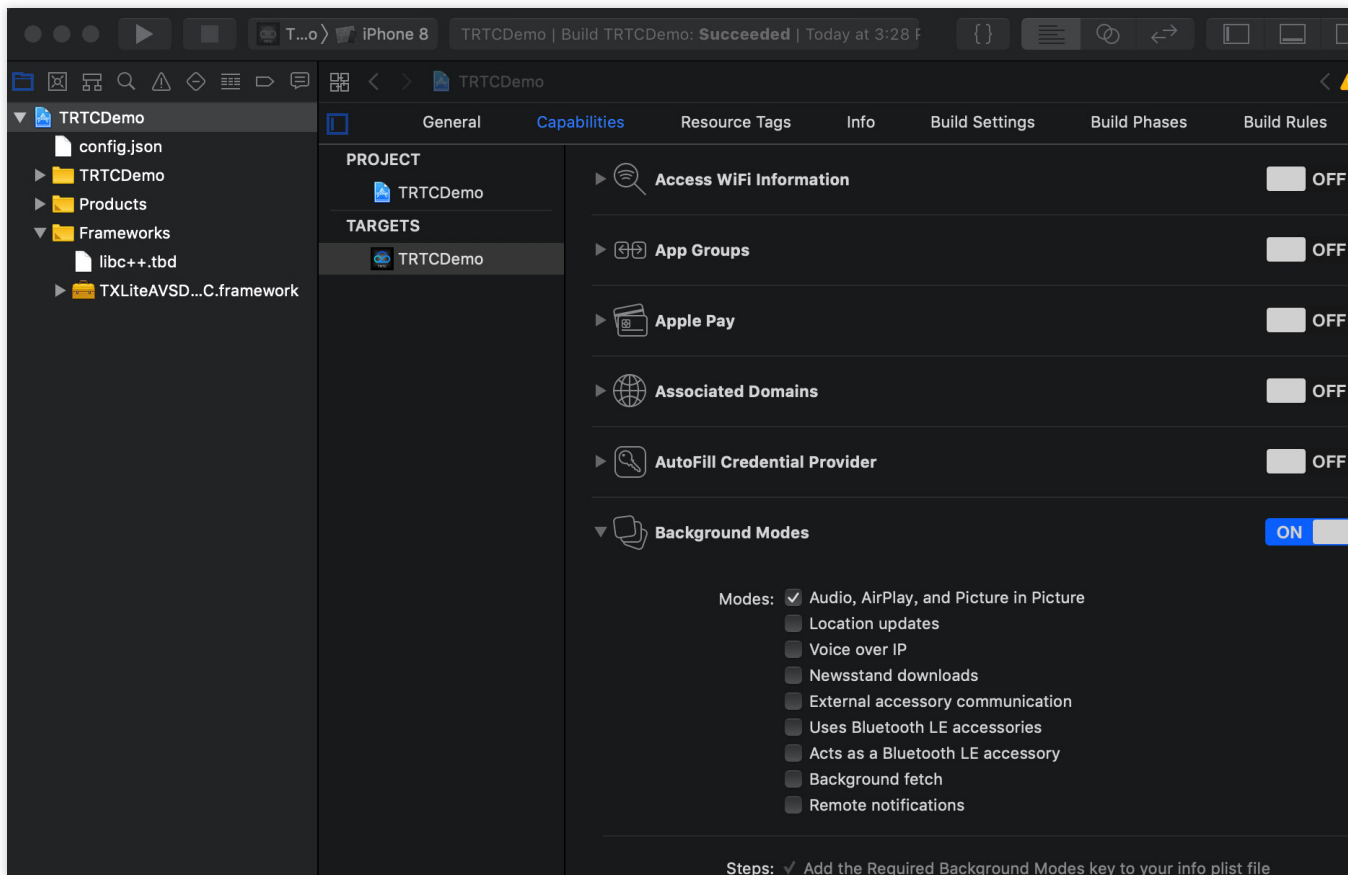 T...o
iPhone 8
TRTCDemo | Build TRTCDemo: Succeeded | Today at 3:28
{}
TRTCDemo
TRTCDemo
config.json
TRTCDemo
Products
Frameworks
libc++.tbd
TXLiteAVSD...C.framework
General Capabilities Resource Tags Info Build Settings Build Phases Build Rules
PROJECT
TRTCDemo
TARGETS
TRTCDemo
Access WiFi Information OFF
App Groups OFF
Apple Pay OFF
Associated Domains OFF
AutoFill Credential Provider OFF
Background Modes ON
Modes: Audio, AirPlay, and Picture in Picture
Location updates
Voice over IP
Newsstand downloads
External accessory communication
Uses Bluetooth LE accessories
Acts as a Bluetooth LE accessory
Background fetch
Remote notifications
Steps: ✓ Add the Required Background Modes key to your info plist file